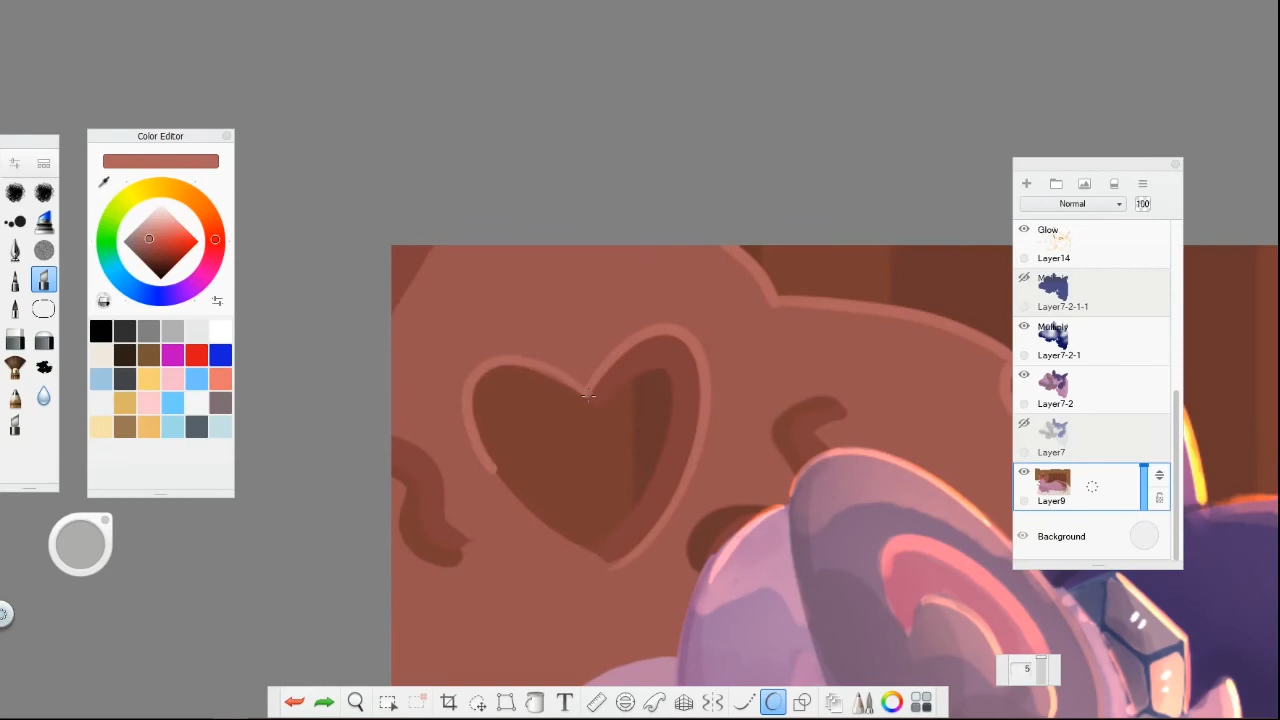 Color Editor
Normal
100
Glow
Layer14
Multiply
Layer7-2-1-1
Multiply
Layer7-2-1
Layer7-2
Layer7
Layer9
Background
5
T